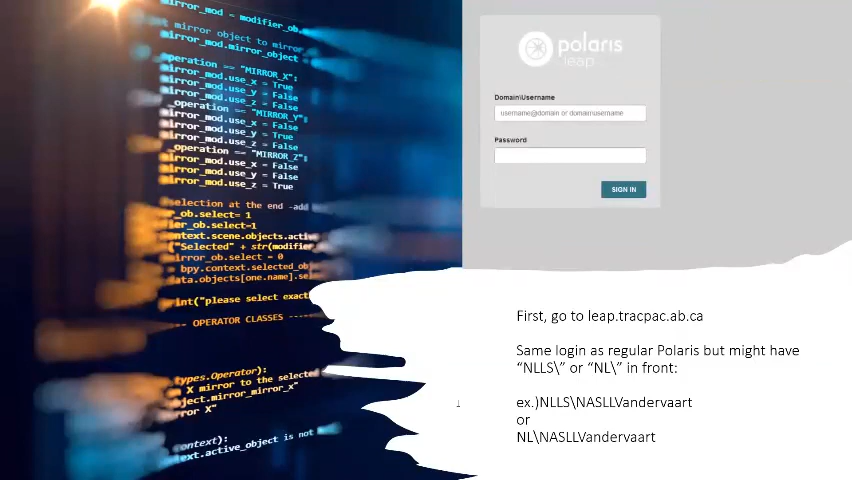 mirror_mod = modifier_ob.
mirror object to mirror
mirror_mod.mirror_object
operation == "MIRROR_X":
mirror_mod.use_x = True
mirror_mod.use_y = False
mirror_mod.use_z = False
_operation == "MIRROR_Y":
mirror_mod.use_x = False
mirror_mod.use_y = True
mirror_mod.use_z = False
_operation == "MIRROR_Z":
mirror_mod.use_x = False
mirror_mod.use_y = False
mirror_mod.use_z = True
selection at the end -add
_ob.select= 1
ler_ob.select=1
ntext.scene.objects.activ
("Selected" + str(modifier
irror_ob.select = 0
= bpy.context.selected_ob
ata.objects[one.name].sel
rint("please select exact
-- OPERATOR CLASSES ------
types.Operator):
X mirror to the selected
ject.mirror_mirror_x"
ror X"
ontext):
ext.active_object is not
polaris
leap
Domain\Username
username@domain or domain\username
Password
SIGN IN
First, go to leap.tracpac.ab.ca
Same login as regular Polaris but might have
“NLLS\” or “NL\” in front:
ex.)NLLS\NASLLVandervaart
or
NL\NASLLVandervaart